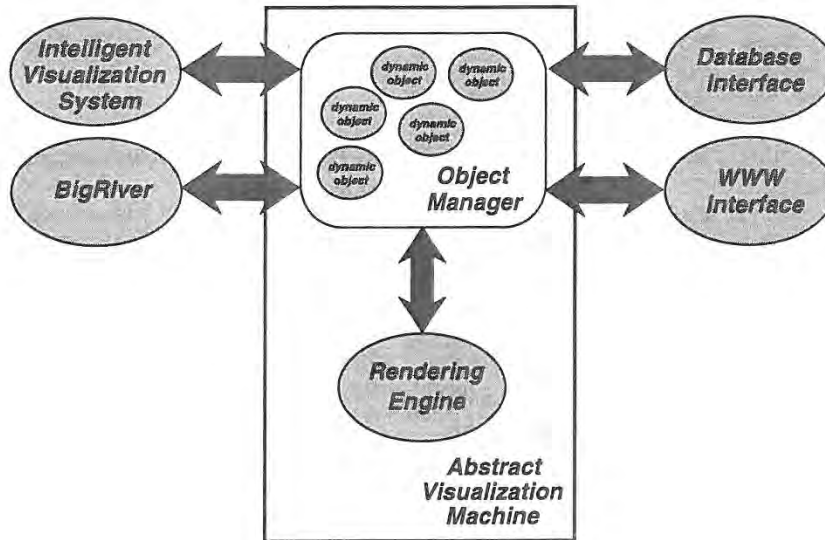 Intelligent
Visualization
System
BigRiver
dynamic
object
dynamic
object
dynamic
object
dynamic
object
dynamic
object
Object
Manager
Database
Interface
WWW
Interface
Rendering
Engine
Abstract
Visualization
Machine